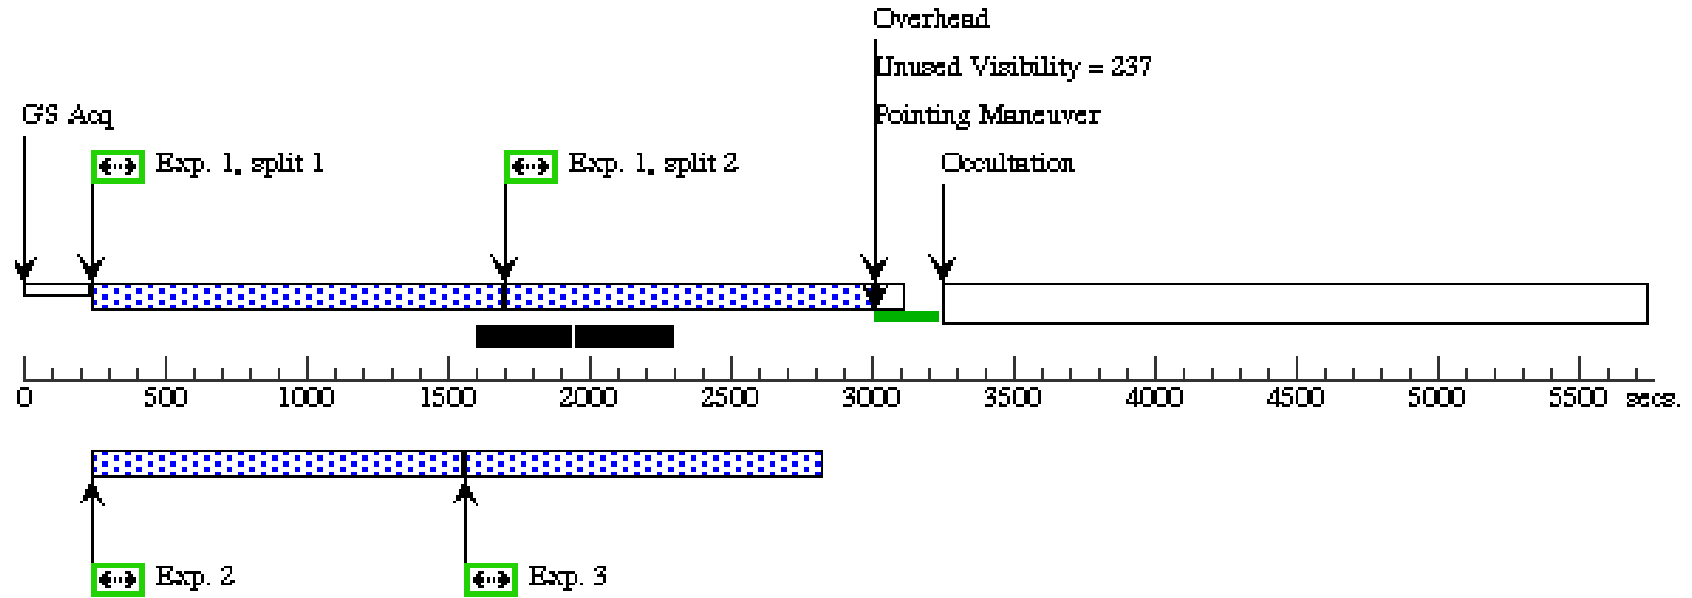 Overhead
Unused Visibility = 237
GS Acq
Pointing Maneuver
Exp. 1, split 1
Exp. 1, split 2
Occultation
0 500 1000 1500 2000 2500 3000 3500 4000 4500 5000 5500 secs.
Exp. 2
Exp. 3